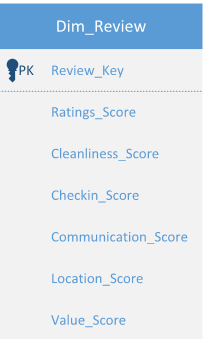 Dim_Review
PK Review_Key
Ratings_Score
Cleanliness_Score
Checkin_Score
Communication_Score
Location_Score
Value_Score